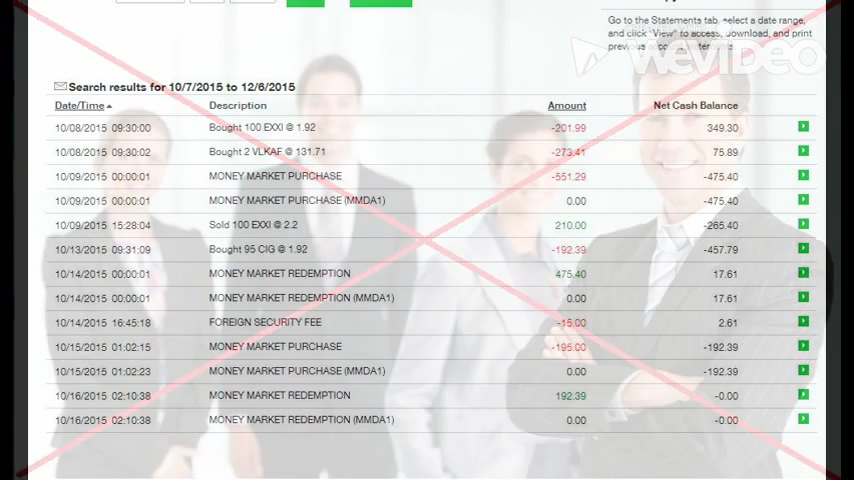 Go to the Statements tab, select a date range,
and click "View" to access, download, and print
previous
WeVideo
Search results for 10/7/2015 to 12/6/2015
Date/Time Description Amount Net Cash Balance
10/08/2015 09:30:00 Bought 100 EXXI @ 1.92 -201.99 349.30
10/08/2015 09:30:02 Bought 2 VLKAF @ 131.71 -273.41 75.89
10/09/2015 00:00:01 MONEY MARKET PURCHASE -551.29 -475.40
10/09/2015 00:00:01 MONEY MARKET PURCHASE (MMDA1) 0.00 -475.40
10/09/2015 15:28:04 Sold 100 EXXI @ 2.2 210.00 -265.40
10/13/2015 09:31:09 Bought 95 CIG @ 1.92 -192.39 -457.79
10/14/2015 00:00:01 MONEY MARKET REDEMPTION 475.40 17.61
10/14/2015 00:00:01 MONEY MARKET REDEMPTION (MMDA1) 0.00 17.61
10/14/2015 16:45:18 FOREIGN SECURITY FEE -15.00 2.61
10/15/2015 01:02:15 MONEY MARKET PURCHASE -195.00 -192.39
10/15/2015 01:02:23 MONEY MARKET PURCHASE (MMDA1) 0.00 -192.39
10/16/2015 02:10:38 MONEY MARKET REDEMPTION 192.39 -0.00
10/16/2015 02:10:38 MONEY MARKET REDEMPTION (MMDA1) 0.00 -0.00